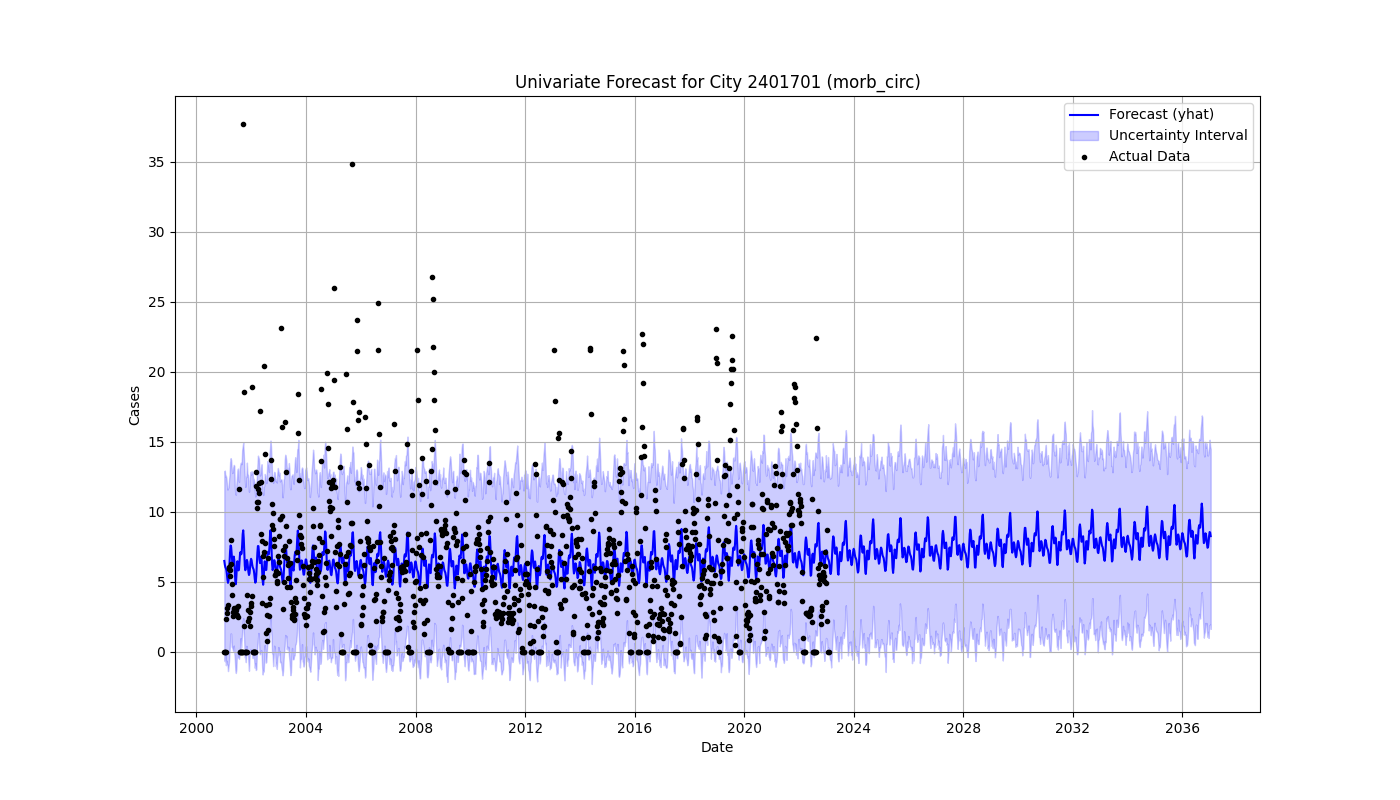 Univariate Forecast for City 2401701 (morb_circ)
Forecast (yhat)
Uncertainty Interval
Actual Data
Cases
35
30
25
20
15
10
5
0
2000 2004 2008 2012 2016 2020 2024 2028 2032 2036
Date